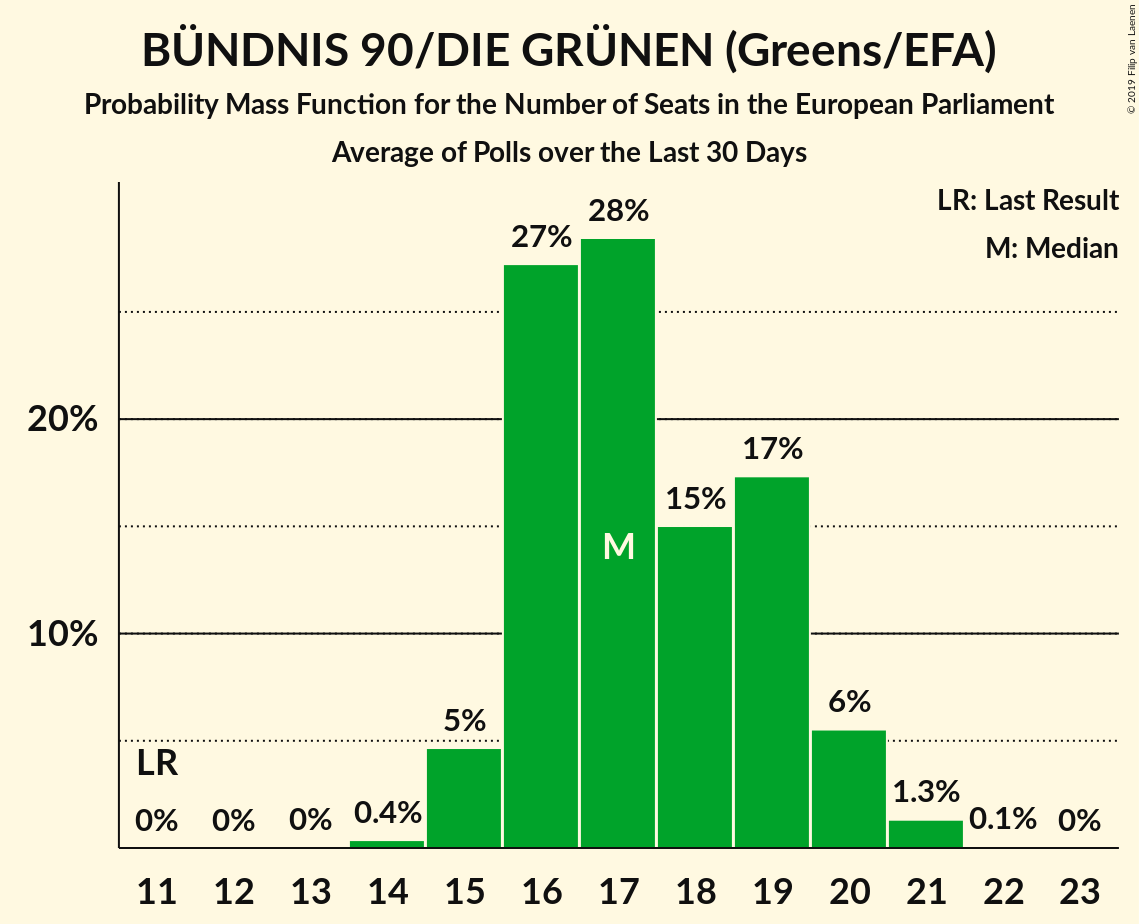 BÜNDNIS 90/DIE GRÜNEN (Greens/EFA)
Probability Mass Function for the Number of Seats in the European Parliament
Average of Polls over the Last 30 Days
© 2019 Filip van Laenen
LR: Last Result
M: Median
20%
10%
LR
0%
0%
0%
0.4%
5%
27%
28%
M
15%
17%
6%
1.3%
0.1%
0%
11 12 13 14 15 16 17 18 19 20 21 22 23